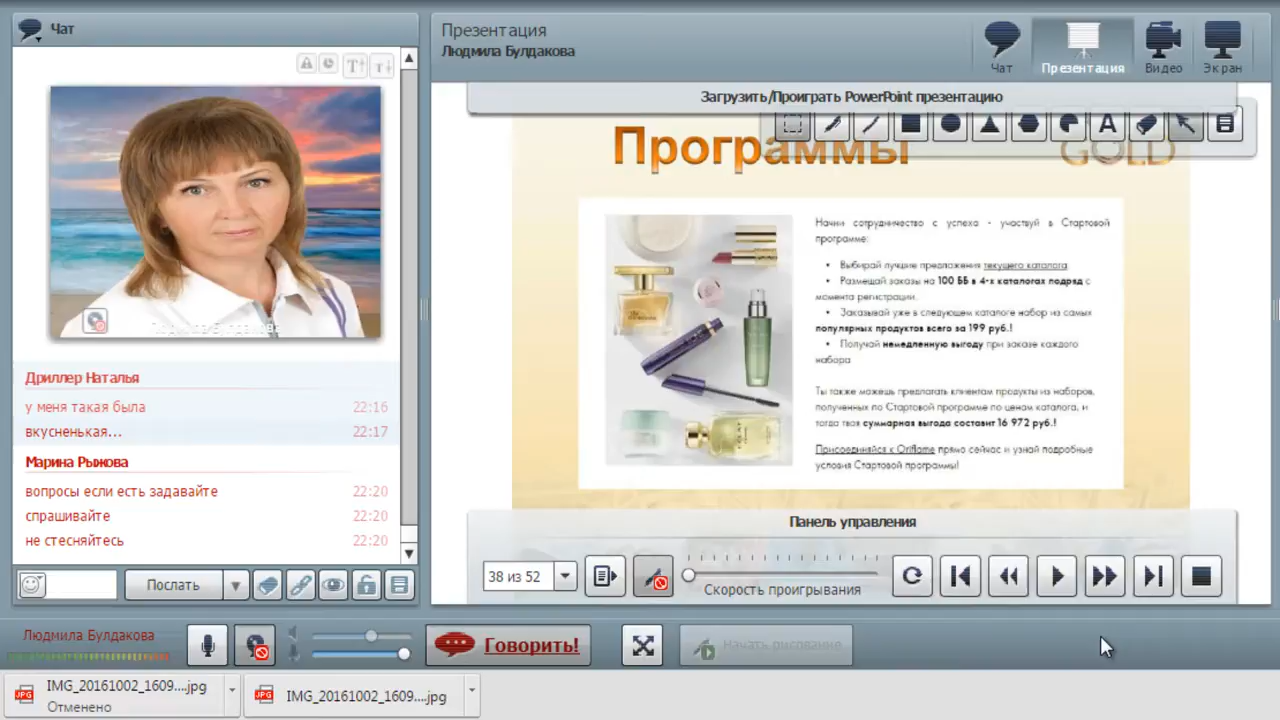 Чат
Презентация
Людмила Булдакова
Чат
Презентация
Видео
Экран
Загрузить/Проиграть PowerPoint презентацию
Программы
GOLD
Начни сотрудничество с успеха - участвуй в Стартовой
программе:
• Выбирай лучшие предложения текущего каталога
• Размещай заказы на 100 ББ в 4-х каталогах подряд с
момента регистрации.
• Заказывай уже в следующем каталоге набор из самых
популярных продуктов всего за 199 руб.!
• Получай немедленную выгоду при заказе каждого
набора
Ты также можешь предлагать клиентам продукты из наборов,
полученных по Стартовой программе по ценам каталога, и
тогда твоя суммарная выгода составит 16 972 руб.!
Присоединяйся к Oriflame прямо сейчас и узнай подробные
условия Стартовой программы!
Дриллер Наталья
у меня такая была 22:16
вкусненькая... 22:17
Марина Рыжова
вопросы если есть задавайте 22:20
спрашивайте 22:20
не стесняйтесь 22:20
Послать
Панель управления
38 из 52
Скорость проигрывания
Людмила Булдакова
Говорить!
Начать рисование
IMG_20161002_1609....jpg
Отменено
IMG_20161002_1609....jpg